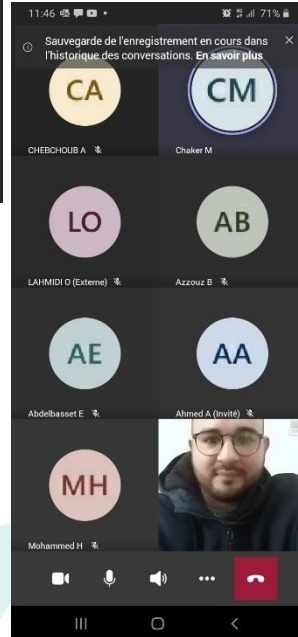 11:46
71%
Sauvegarde de l'enregistrement en cours dans
l'historique des conversations. En savoir plus
CA
CM
CHEBCHOUB A
Chaker M
LO
AB
LAHMIDI O (Externe)
Azzouz B
AE
AA
Abdelbasset E
Ahmed A (Invité)
MH
Mohammed H